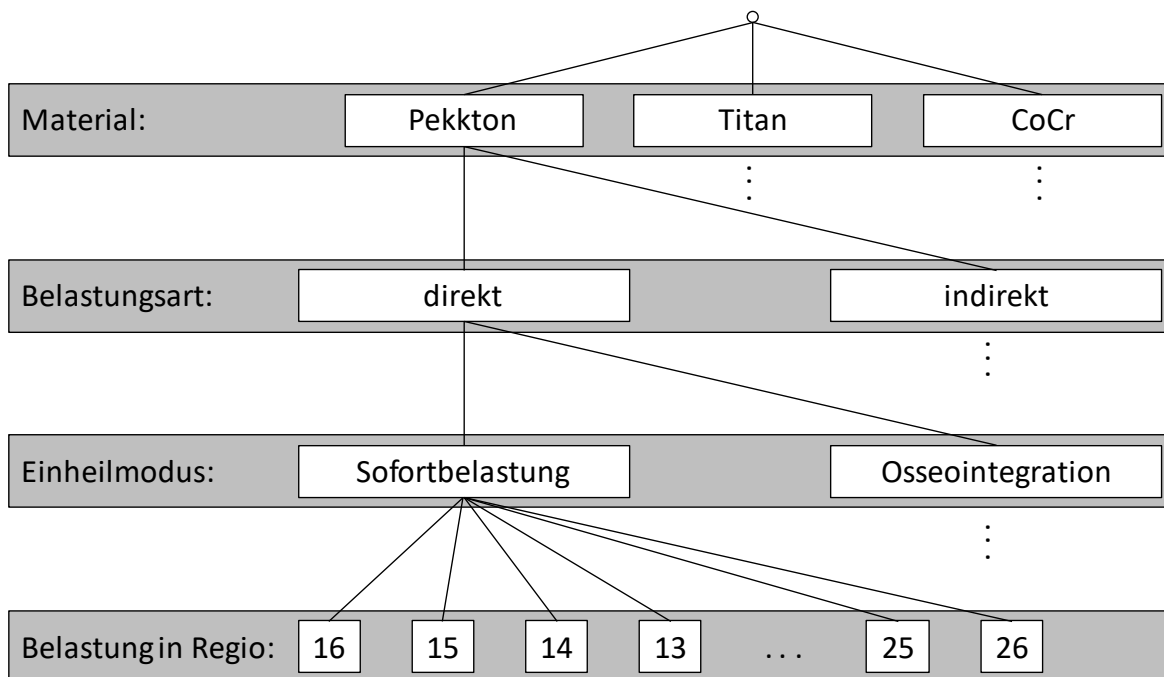 Material: Pekkton Titan CoCr
Belastungsart: direkt indirekt
Einheilmodus: Sofortbelastung Osseointegration
Belastung in Regio: 16 15 14 13 . . . 25 26